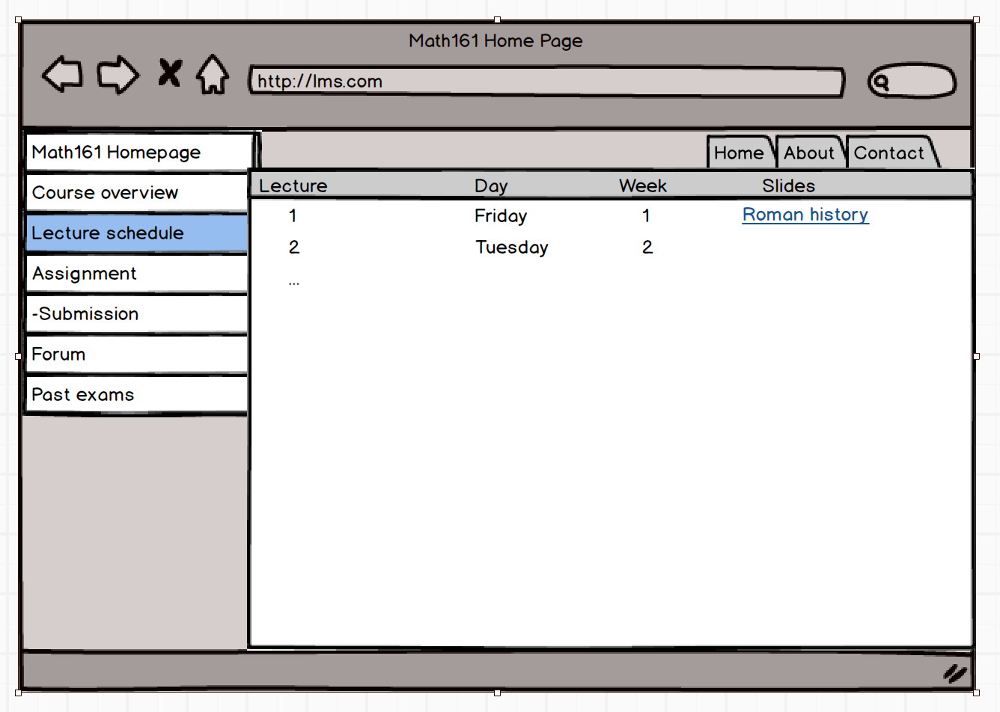 Math161 Home Page
http://lms.com
Home About Contact
Math161 Homepage
Course overview
Lecture schedule
Assignment
-Submission
Forum
Past exams
Lecture Day Week Slides
1 Friday 1 Roman history
2 Tuesday 2
...